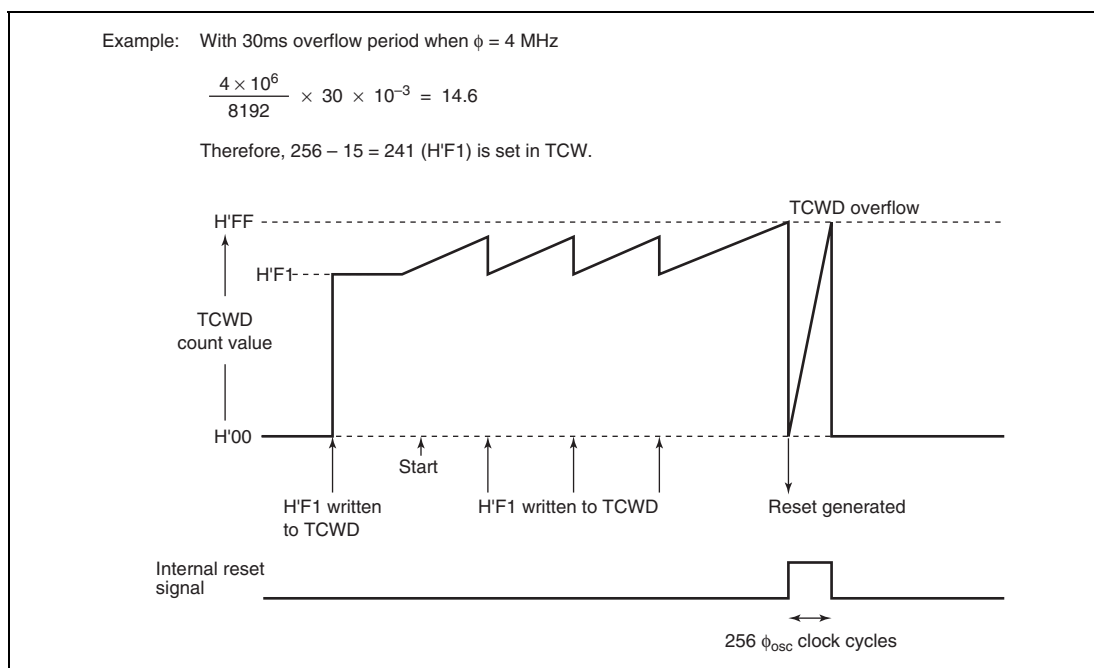 Example: With 30ms overflow period when ϕ = 4 MHz
4 × 10⁶
8192
× 30 × 10⁻³ = 14.6
Therefore, 256 – 15 = 241 (H'F1) is set in TCW.
TCWD overflow
H'FF
H'F1
TCWD
count value
H'00
Start
H'F1 written
to TCWD
H'F1 written to TCWD
Reset generated
Internal reset
signal
256 ϕosc clock cycles